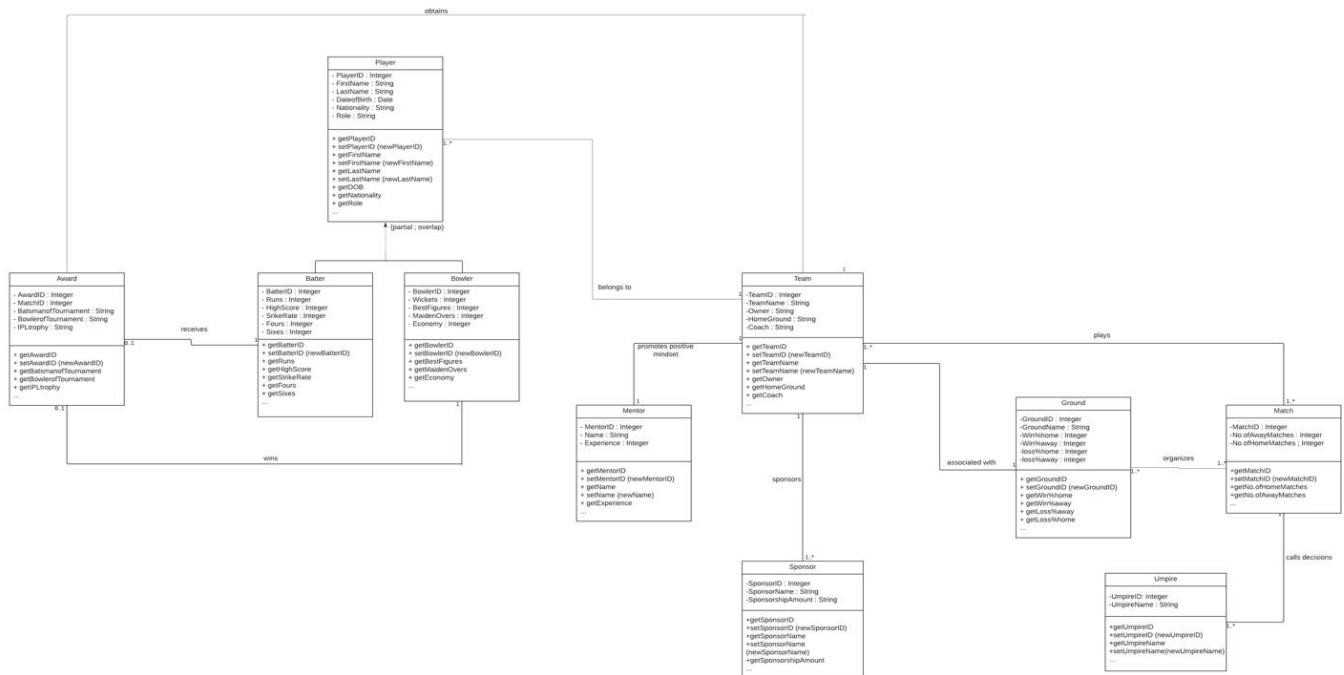 obtains
Player
- PlayerID : Integer
- FirstName : String
- LastName : String
- DateofBirth : Date
- Nationality : String
- Role : String
+ getPlayerID
+ setPlayerID (newPlayerID)
+ getFirstName
+ setFirstName (newFirstName)
+ getLastName
+ setLastName (newLastName)
+ getDOB
+ getNationality
+ getRole
...
1..*
{partial ; overlap}
belongs to
1
Award
- AwardID : Integer
- MatchID : Integer
- BatsmanofTournament : String
- BowlerofTournament : String
- IPLtrophy : String
+ getAwardID
+ setAwardID (newAwardID)
+ getBatsmanofTournament
+ getBowlerofTournament
+ getIPLtrophy
...
0..1
receives
1
0..1
wins
1
Batter
- BatterID : Integer
- Runs : Integer
- HighScore : Integer
- SrikeRate : Integer
- Fours : Integer
- Sixes : Integer
+ getBatterID
+ setBatterID (newBatterID)
+ getRuns
+ getHighScore
+ getStrikeRate
+ getFours
+ getSixes
....
Bowler
- BowlerID : Integer
- Wickets : Integer
- BestFigures : Integer
- MaidenOvers : Integer
- Economy : Integer
+ getBowlerID
+ setBowlerID (newBowlerID)
+ getBestFigures
+ getMaidenOvers
+ getEconomy
...
1
Team
-TeamID : Integer
-TeamName : String
-Owner : String
-HomeGround : String
-Coach : String
+ getTeamID
+ setTeamID (newTeamID)
+ getTeamName
+ setTeamName (newTeamName)
+ getOwner
+ getHomeGround
+ getCoach
...
1
promotes positive
mindset
1
Mentor
- MentorID : Integer
- Name : String
- Experience : Integer
+ getMentorID
+ setMentorID (newMentorID)
+ getName
+ setName (newName)
+ getExperience
...
1
sponsors
1..*
Sponsor
-SponsorID : Integer
-SponsorName : String
-SponsorshipAmount : String
+getSponsorID
+setSponsorID (newSponsorID)
+getSponsorName
+setSponsorName
(newSponsorName)
+getSponsorshipAmount
...
1..*
plays
1..*
1
associated with
1
Ground
-GroundID : Integer
-GroundName : String
-Win%home : Integer
-Win%away : Integer
-loss%home : Integer
-loss%away : integer
+ getGroundID
+ setGroundID (newGroundID)
+ getWin%home
+ getWin%away
+ getLoss%away
+ getLoss%home
...
1..*
organizes
1..*
Match
-MatchID : Integer
-No.ofAwayMatches : Integer
-No.ofHomeMatches ; Integer
+getMatchID
+setMatchID (newMatchID)
+getNo.ofHomeMatches
+getNo.ofAwayMatches
...
calls decisions
1..*
Umpire
-UmpireID: Integer
-UmpireName : String
+getUmpireID
+setUmpireID (newUmpireID)
+getUmpireName
+setUmpireName(newUmpireName)
...